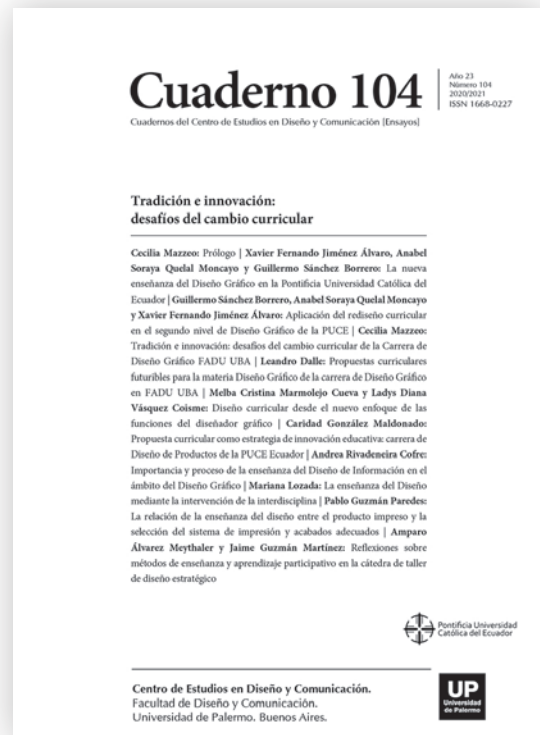 Cuaderno 104
Año 23
Número 104
2020/2021
ISSN 1668-0227
Cuadernos del Centro de Estudios en Diseño y Comunicación [Ensayos]
Tradición e innovación:
desafíos del cambio curricular
Cecilia Mazzeo: Prólogo | Xavier Fernando Jiménez Álvaro, Anabel
Soraya Quelal Moncayo y Guillermo Sánchez Borrero: La nueva
enseñanza del Diseño Gráfico en la Pontificia Universidad Católica del
Ecuador | Guillermo Sánchez Borrero, Anabel Soraya Quelal Moncayo
y Xavier Fernando Jiménez Álvaro: Aplicación del rediseño curricular
en el segundo nivel de Diseño Gráfico de la PUCE | Cecilia Mazzeo:
Tradición e innovación: desafíos del cambio curricular de la Carrera de
Diseño Gráfico FADU UBA | Leandro Dalle: Propuestas curriculares
futuribles para la materia Diseño Gráfico de la carrera de Diseño Gráfico
en FADU UBA | Melba Cristina Marmolejo Cueva y Ladys Diana
Vásquez Coisme: Diseño curricular desde el nuevo enfoque de las
funciones del diseñador gráfico | Caridad González Maldonado:
Propuesta curricular como estrategia de innovación educativa: carrera de
Diseño de Productos de la PUCE Ecuador | Andrea Rivadeneira Cofre:
Importancia y proceso de la enseñanza del Diseño de Información en el
ámbito del Diseño Gráfico | Mariana Lozada: La enseñanza del Diseño
mediante la intervención de la interdisciplina | Pablo Guzmán Paredes:
La relación de la enseñanza del diseño entre el producto impreso y la
selección del sistema de impresión y acabados adecuados | Amparo
Álvarez Meythaler y Jaime Guzmán Martínez: Reflexiones sobre
métodos de enseñanza y aprendizaje participativo en la cátedra de taller
de diseño estratégico
Pontificia Universidad
Católica del Ecuador
Centro de Estudios en Diseño y Comunicación.
Facultad de Diseño y Comunicación.
Universidad de Palermo. Buenos Aires.
UP
Universidad
de Palermo